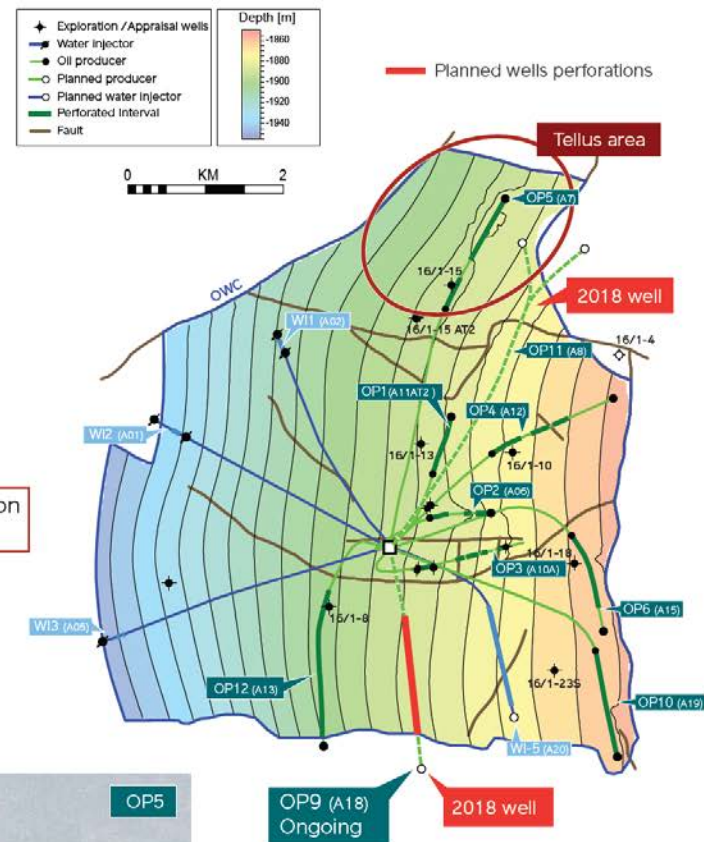 Exploration / Appraisal wells
Water injector
Oil producer
Planned producer
Planned water injector
Perforated Interval
Fault
Depth [m]
-1860
-1880
-1900
-1920
-1940
Planned wells perforations
0 KM 2
Tellus area
OP5 (A7)
16/1-15
OWC
2018 well
16/1-15 AT2
WI1 (A02)
16/1-4
OP11 (A8)
OP1 (A11AT2)
OP4 (A12)
WI2 (A01)
16/1-13
16/1-10
OP2 (A06)
on
16/1-18
OP3 (A10A)
16/1-8
OP6 (A15)
WI3 (A05)
16/1-23S
OP12 (A13)
OP10 (A19)
WI-5 (A20)
OP5
OP9 (A18)
Ongoing
2018 well